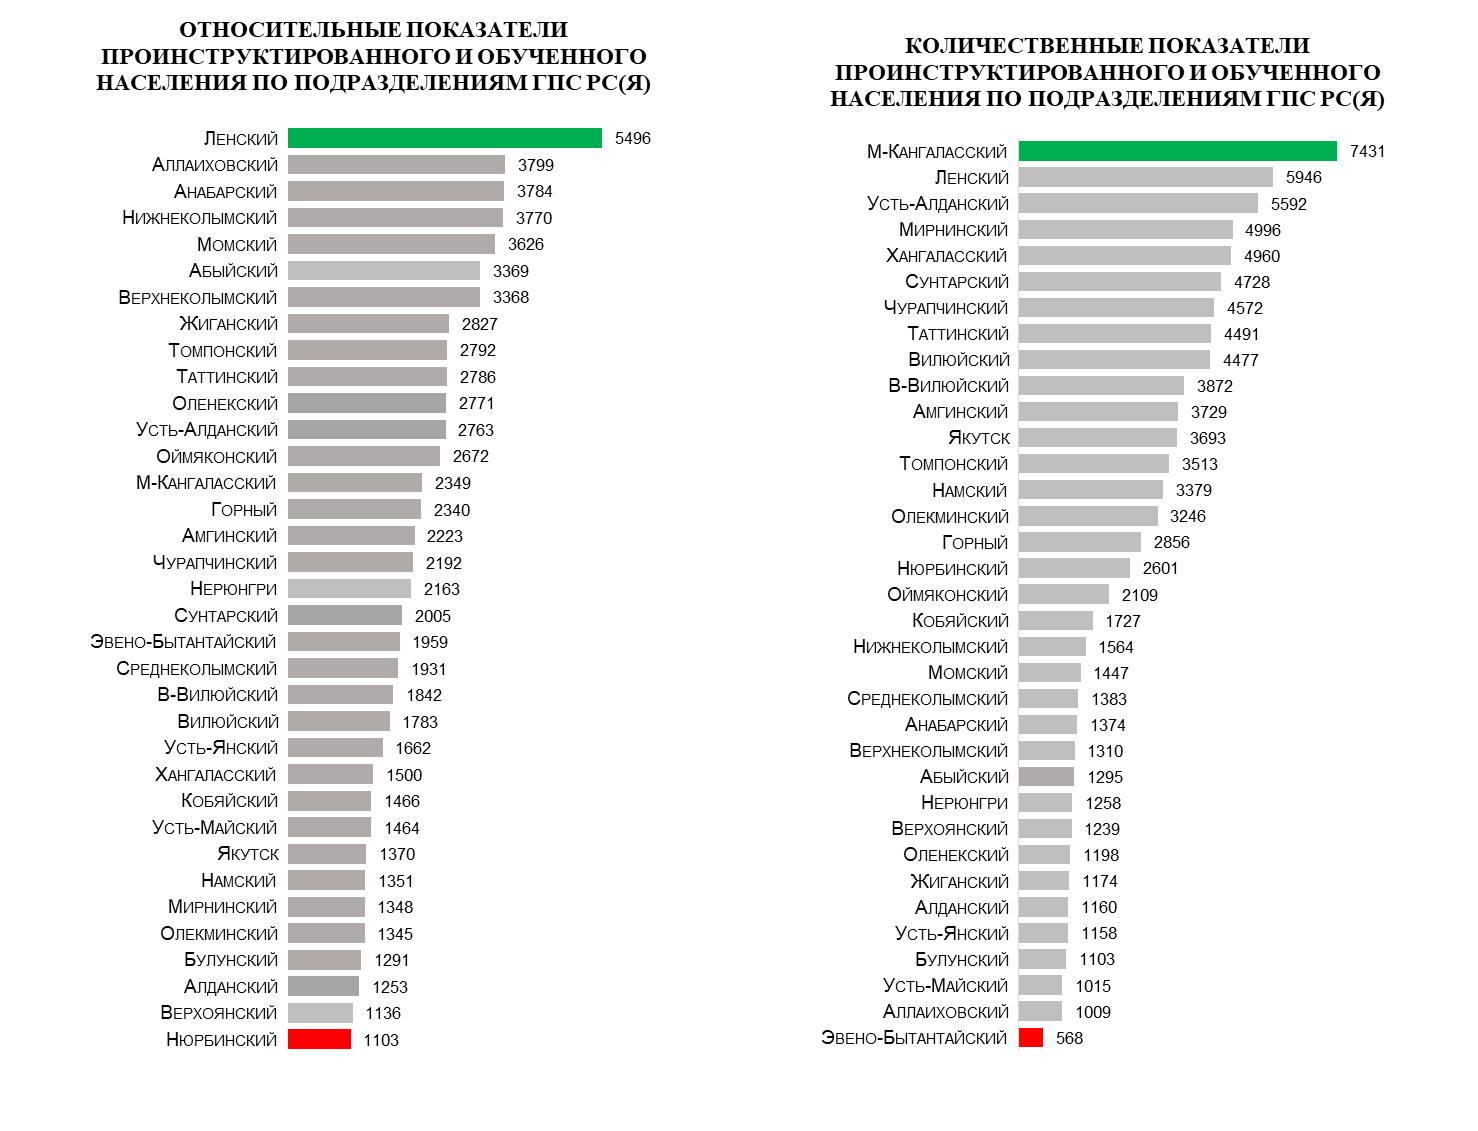 ОТНОСИТЕЛЬНЫЕ ПОКАЗАТЕЛИ
ПРОИНСТРУКТИРОВАННОГО И ОБУЧЕННОГО
НАСЕЛЕНИЯ ПО ПОДРАЗДЕЛЕНИЯМ ГПС РС(Я)
ЛЕНСКИЙ 5496
АЛЛАИХОВСКИЙ 3799
АНАБАРСКИЙ 3784
НИЖНЕКОЛЫМСКИЙ 3770
МОМСКИЙ 3626
АБЫЙСКИЙ 3369
ВЕРХНЕКОЛЫМСКИЙ 3368
ЖИГАНСКИЙ 2827
ТОМПОНСКИЙ 2792
ТАТТИНСКИЙ 2786
ОЛЕНЕКСКИЙ 2771
УСТЬ-АЛДАНСКИЙ 2763
ОЙМЯКОНСКИЙ 2672
М-КАНГАЛАССКИЙ 2349
ГОРНЫЙ 2340
АМГИНСКИЙ 2223
ЧУРАПЧИНСКИЙ 2192
НЕРЮНГРИ 2163
СУНТАРСКИЙ 2005
ЭВЕНО-БЫТАНТАЙСКИЙ 1959
СРЕДНЕКОЛЫМСКИЙ 1931
В-ВИЛЮЙСКИЙ 1842
ВИЛЮЙСКИЙ 1783
УСТЬ-ЯНСКИЙ 1662
ХАНГАЛАССКИЙ 1500
КОБЯЙСКИЙ 1466
УСТЬ-МАЙСКИЙ 1464
ЯКУТСК 1370
НАМСКИЙ 1351
МИРНИНСКИЙ 1348
ОЛЕКМИНСКИЙ 1345
БУЛУНСКИЙ 1291
АЛДАНСКИЙ 1253
ВЕРХОЯНСКИЙ 1136
НЮРБИНСКИЙ 1103
КОЛИЧЕСТВЕННЫЕ ПОКАЗАТЕЛИ
ПРОИНСТРУКТИРОВАННОГО И ОБУЧЕННОГО
НАСЕЛЕНИЯ ПО ПОДРАЗДЕЛЕНИЯМ ГПС РС(Я)
М-КАНГАЛАССКИЙ 7431
ЛЕНСКИЙ 5946
УСТЬ-АЛДАНСКИЙ 5592
МИРНИНСКИЙ 4996
ХАНГАЛАССКИЙ 4960
СУНТАРСКИЙ 4728
ЧУРАПЧИНСКИЙ 4572
ТАТТИНСКИЙ 4491
ВИЛЮЙСКИЙ 4477
В-ВИЛЮЙСКИЙ 3872
АМГИНСКИЙ 3729
ЯКУТСК 3693
ТОМПОНСКИЙ 3513
НАМСКИЙ 3379
ОЛЕКМИНСКИЙ 3246
ГОРНЫЙ 2856
НЮРБИНСКИЙ 2601
ОЙМЯКОНСКИЙ 2109
КОБЯЙСКИЙ 1727
НИЖНЕКОЛЫМСКИЙ 1564
МОМСКИЙ 1447
СРЕДНЕКОЛЫМСКИЙ 1383
АНАБАРСКИЙ 1374
ВЕРХНЕКОЛЫМСКИЙ 1310
АБЫЙСКИЙ 1295
НЕРЮНГРИ 1258
ВЕРХОЯНСКИЙ 1239
ОЛЕНЕКСКИЙ 1198
ЖИГАНСКИЙ 1174
АЛДАНСКИЙ 1160
УСТЬ-ЯНСКИЙ 1158
БУЛУНСКИЙ 1103
УСТЬ-МАЙСКИЙ 1015
АЛЛАИХОВСКИЙ 1009
ЭВЕНО-БЫТАНТАЙСКИЙ 568